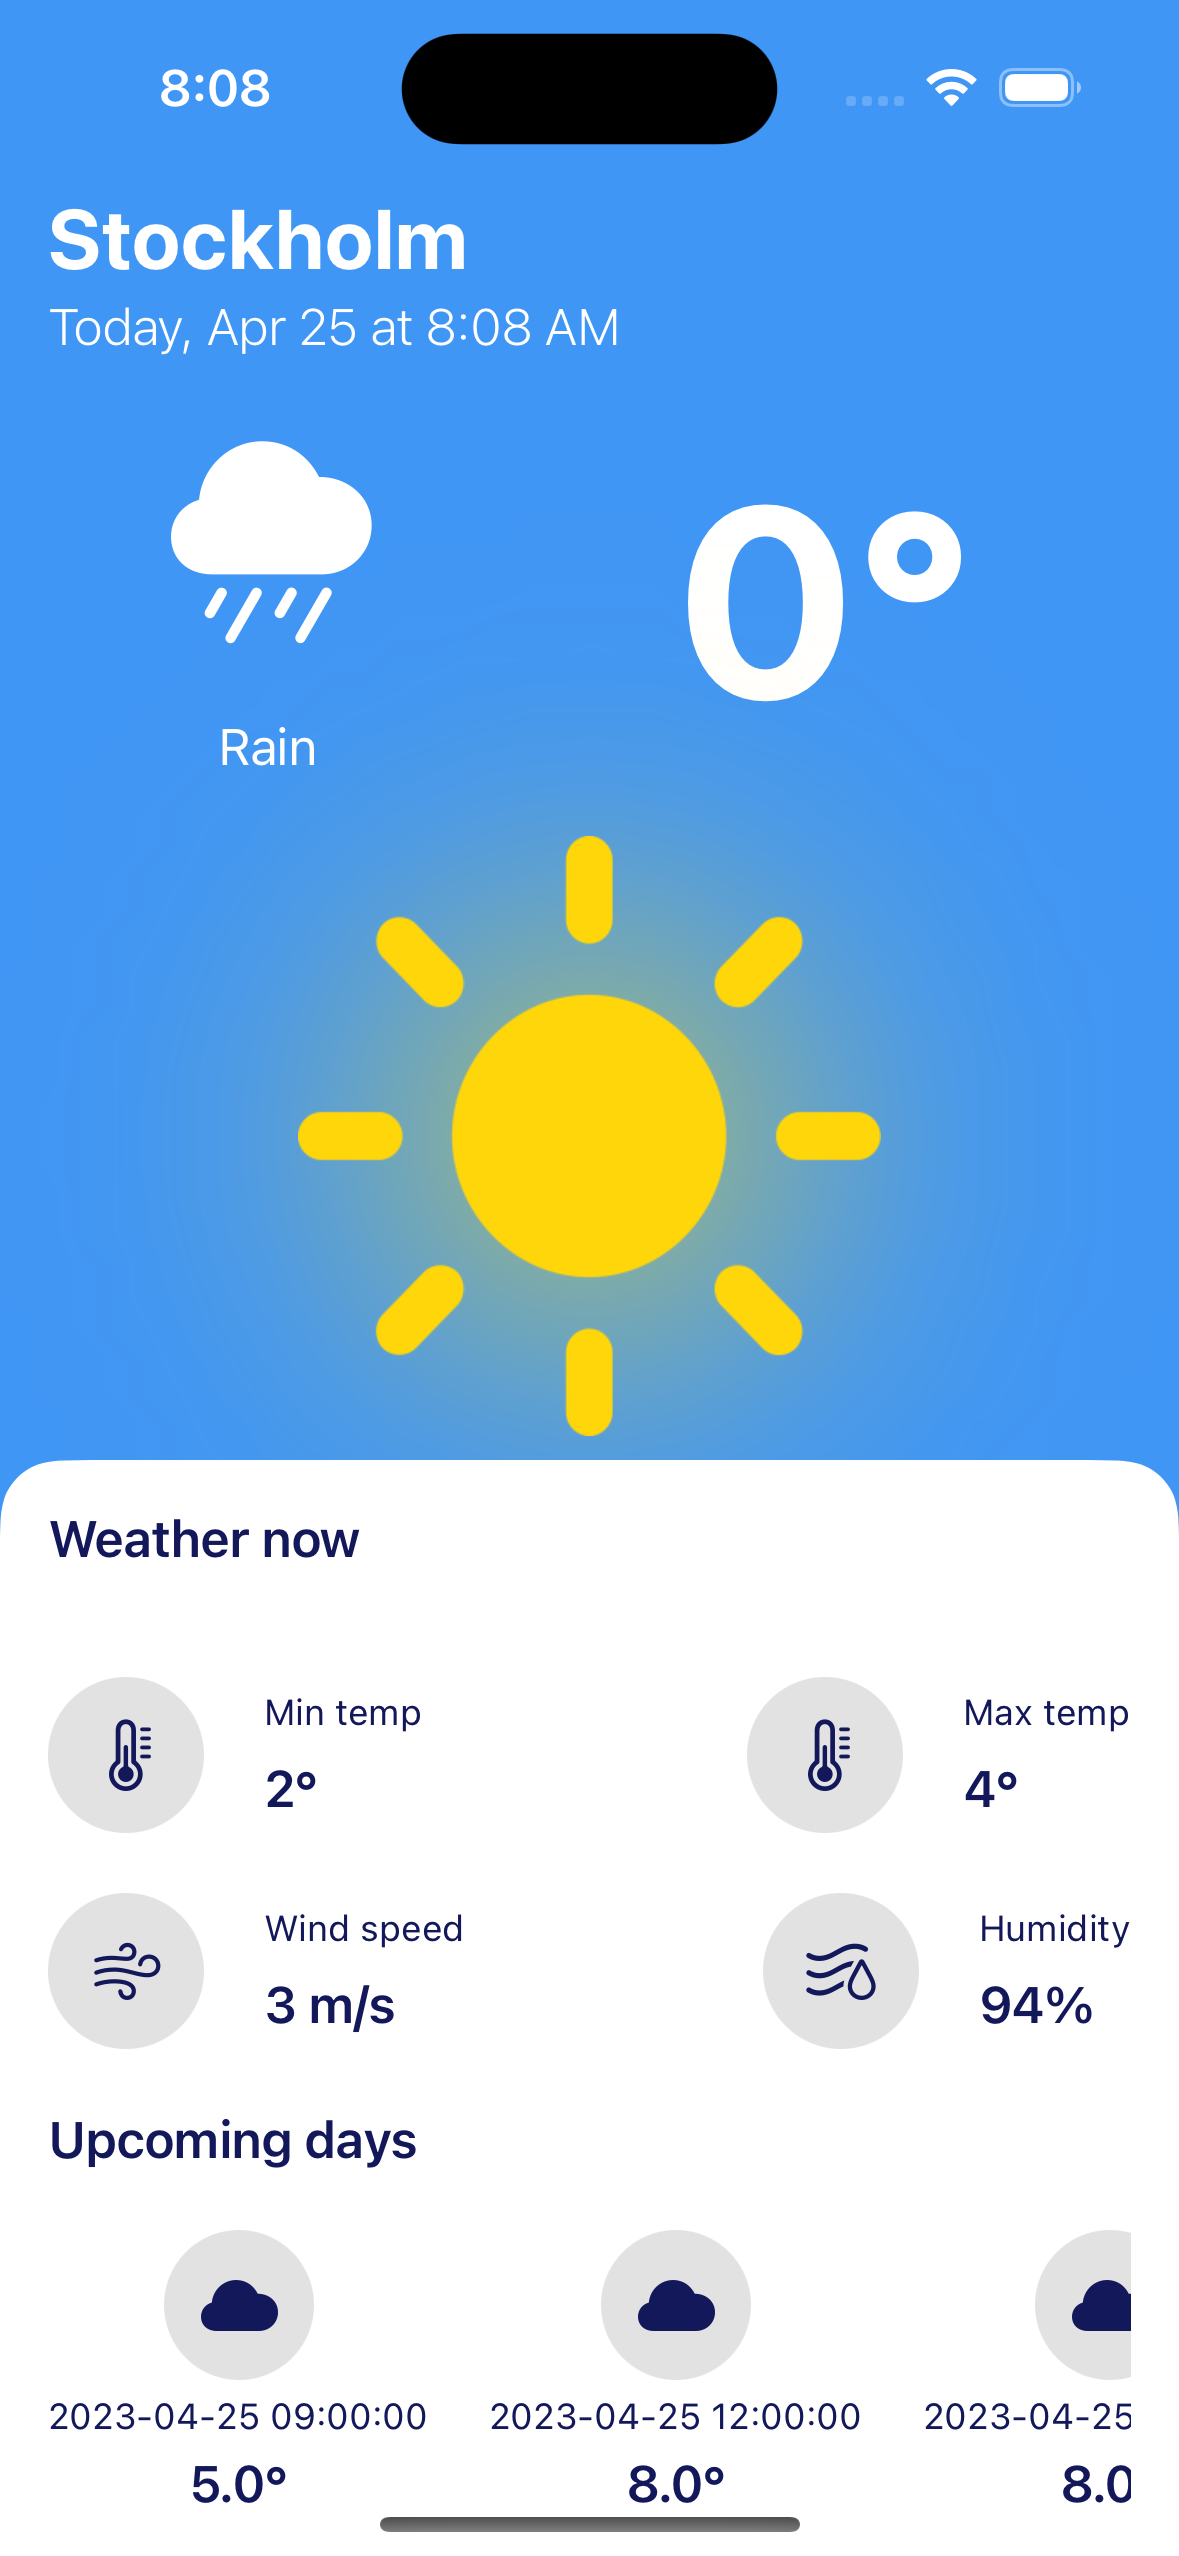 8:08
Stockholm
Today, Apr 25 at 8:08 AM
0°
Rain
Weather now
Min temp
2°
Max temp
4°
Wind speed
3 m/s
Humidity
94%
Upcoming days
2023-04-25 09:00:00
5.0°
2023-04-25 12:00:00
8.0°
2023-04-25
8.0